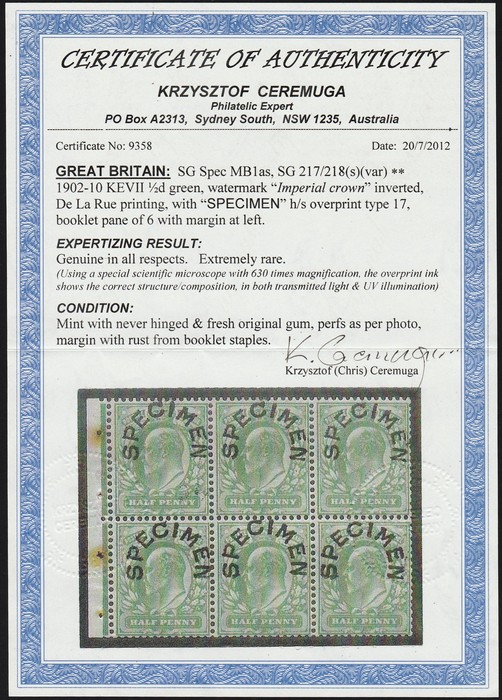 CERTIFICATE OF AUTHENTICITY
KRZYSZTOF CEREMUGA
Philatelic Expert
PO Box A2313, Sydney South, NSW 1235, Australia
Certificate No: 9358 Date: 20/7/2012
GREAT BRITAIN: SG Spec MB1as, SG 217/218(s)(var) **
1902-10 KEVII ½d green, watermark “Imperial crown” inverted,
De La Rue printing, with “SPECIMEN” h/s overprint type 17,
booklet pane of 6 with margin at left.
EXPERTIZING RESULT:
Genuine in all respects. Extremely rare.
(Using a special scientific microscope with 630 times magnification, the overprint ink
shows the correct structure/composition, in both transmitted light & UV illumination)
CONDITION:
Mint with never hinged & fresh original gum, perfs as per photo,
margin with rust from booklet staples.
K. Ceremuga
Krzysztof (Chris) Ceremuga
SPECIMEN SPECIMEN SPECIMEN
HALF PENNY HALF PENNY HALF PENNY
SPECIMEN SPECIMEN SPECIMEN
HALF PENNY HALF PENNY HALF PENNY